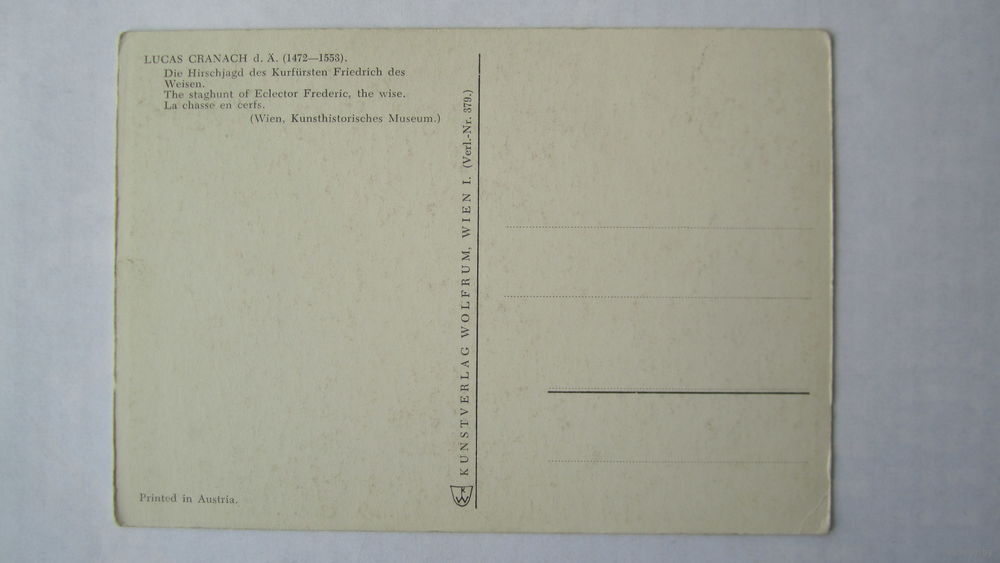 LUCAS CRANACH d. Ä. (1472—1553).
Die Hirschjagd des Kurfürsten Friedrich des
Weisen.
The staghunt of Eclector Frederic, the wise.
La chasse en cerfs.
(Wien, Kunsthistorisches Museum.)
KUNSTVERLAG WOLFRUM, WIEN I. (Verl.-Nr. 379.)
Printed in Austria.